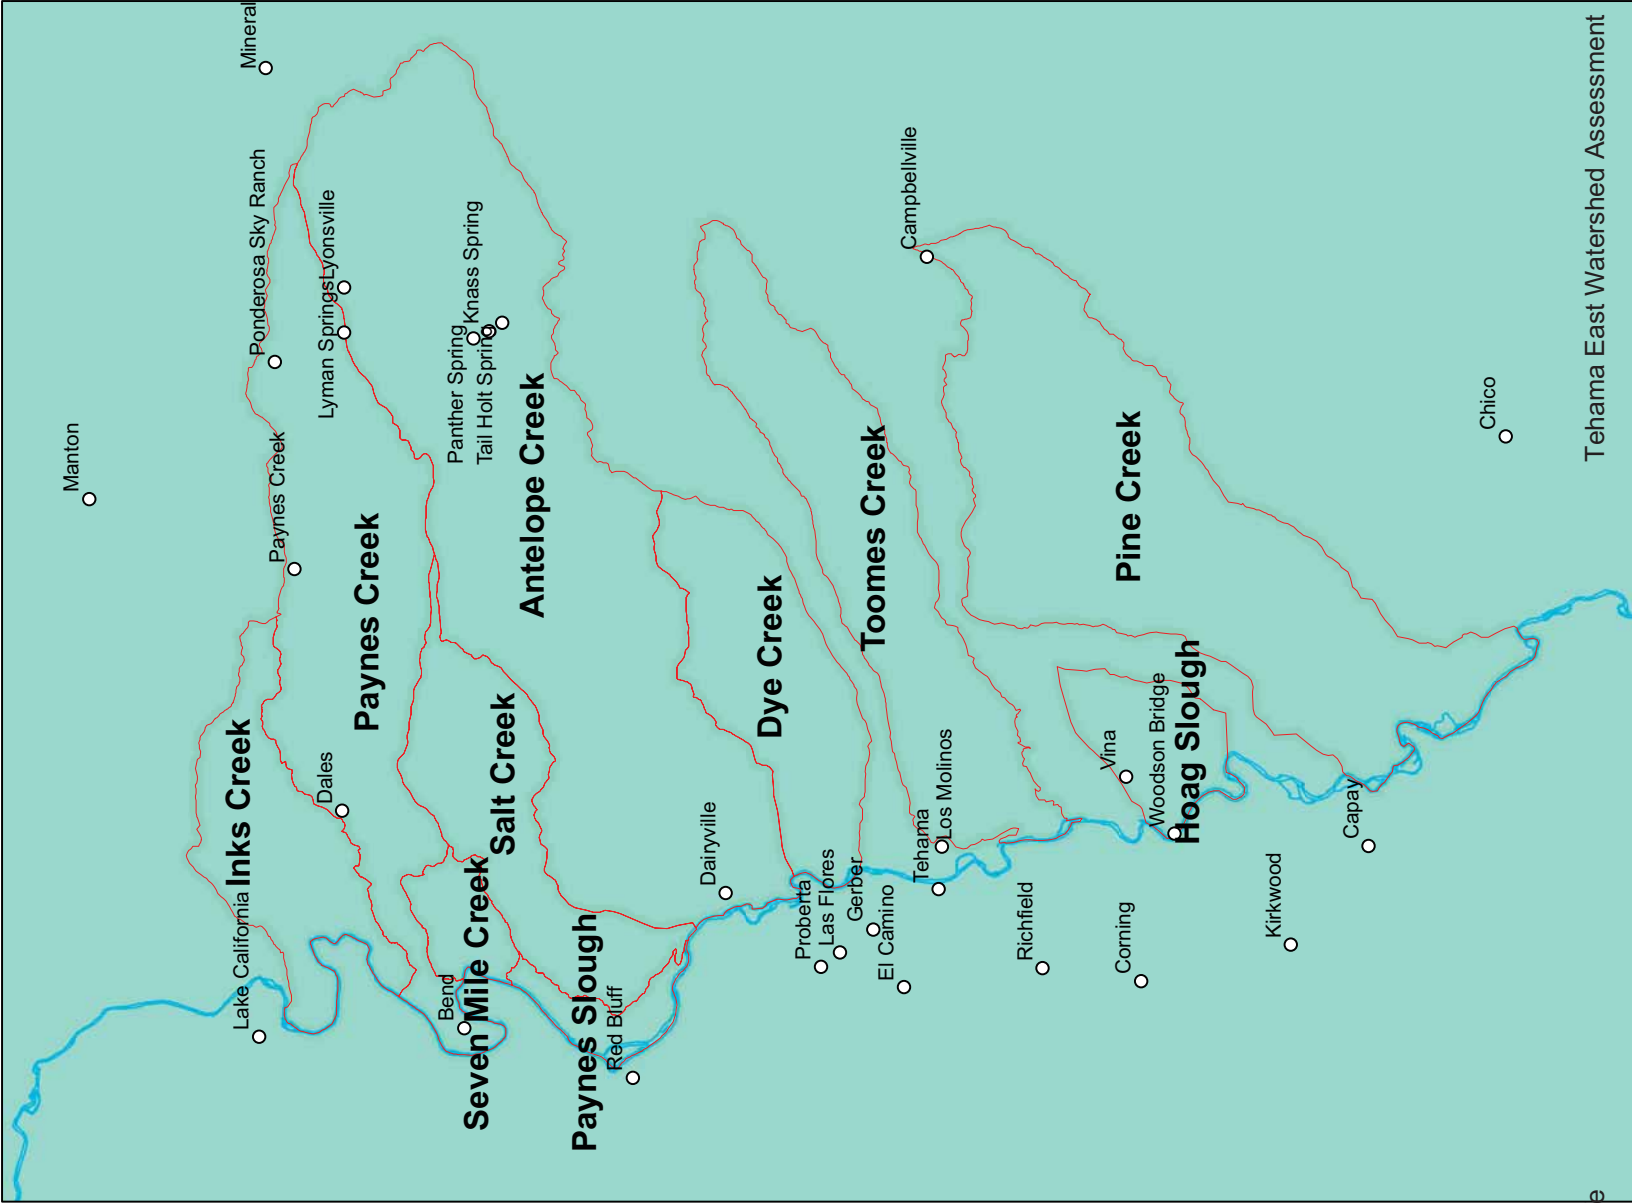 Manton
Lake California
Inks Creek
Mineral
Ponderosa Sky Ranch
Paynes Creek
Dales
Lyman Springs
Lyonsville
Paynes Creek
Bend
Panther Spring
Knass Spring
Seven Mile Creek
Tail Holt Spring
Salt Creek
Antelope Creek
Paynes Slough
Red Bluff
Dairyville
Dye Creek
Proberta
Las Flores
Gerber
Toomes Creek
El Camino
Campbellville
Tehama
Los Molinos
Richfield
Vina
Corning
Pine Creek
Woodson Bridge
Hoag Slough
Kirkwood
Capay
Chico
e
Tehama East Watershed Assessment